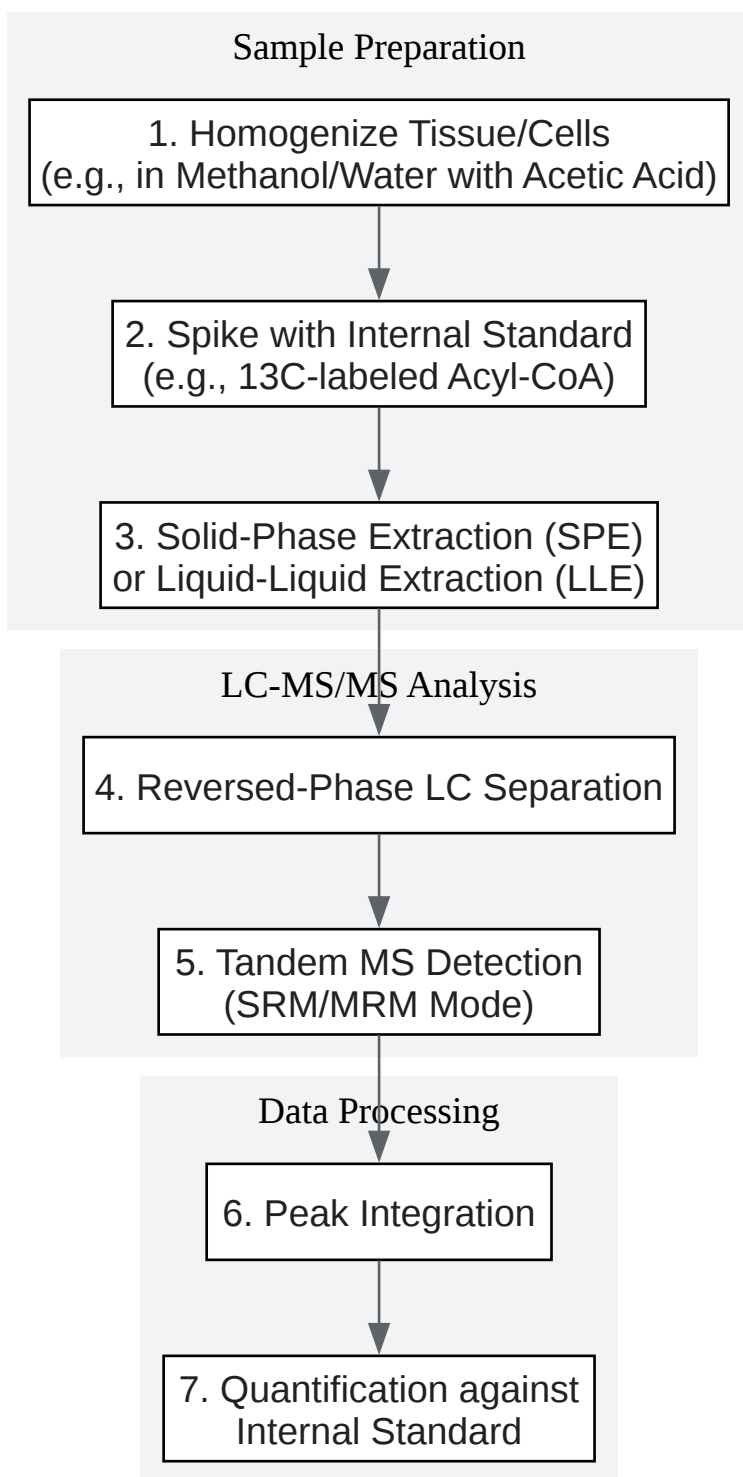 Sample Preparation
1. Homogenize Tissue/Cells
(e.g., in Methanol/Water with Acetic Acid)
2. Spike with Internal Standard
(e.g., 13C-labeled Acyl-CoA)
3. Solid-Phase Extraction (SPE)
or Liquid-Liquid Extraction (LLE)
LC-MS/MS Analysis
4. Reversed-Phase LC Separation
5. Tandem MS Detection
(SRM/MRM Mode)
Data Processing
6. Peak Integration
7. Quantification against
Internal Standard